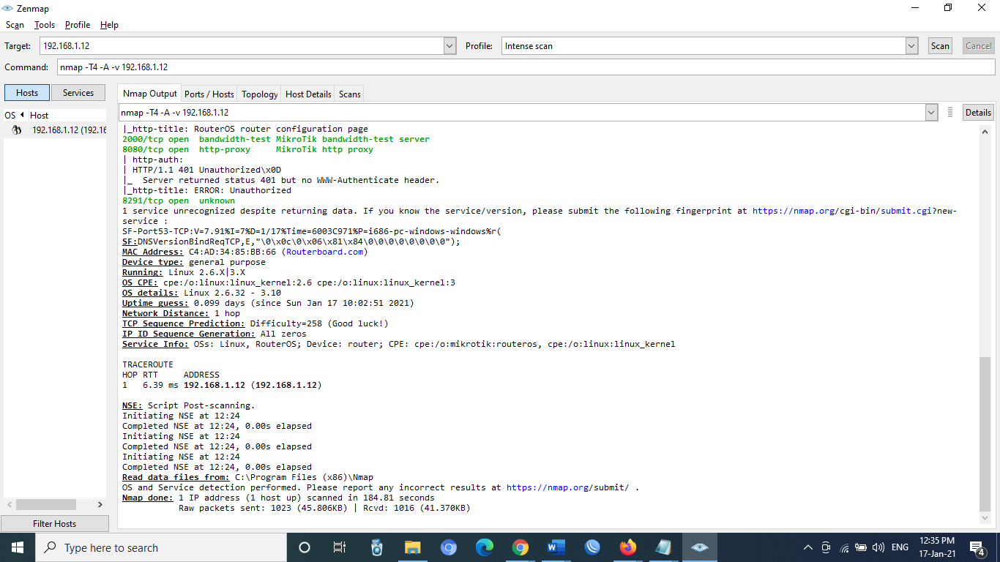 Zenmap
Scan Tools Profile Help
Target: 192.168.1.12 Profile: Intense scan Scan Cancel
Command: nmap -T4 -A -v 192.168.1.12
Hosts Services
Nmap Output Ports / Hosts Topology Host Details Scans
OS Host
192.168.1.12 (192.16
nmap -T4 -A -v 192.168.1.12 Details
|_http-title: RouterOS router configuration page
2000/tcp open  bandwidth-test MikroTik bandwidth-test server
8080/tcp open  http-proxy     MikroTik http proxy
| http-auth:
| HTTP/1.1 401 Unauthorized\x0D
|_  Server returned status 401 but no WWW-Authenticate header.
|_http-title: ERROR: Unauthorized
8291/tcp open  unknown
1 service unrecognized despite returning data. If you know the service/version, please submit the following fingerprint at https://nmap.org/cgi-bin/submit.cgi?new-
service :
SF-Port53-TCP:V=7.91%I=7%D=1/17%Time=6003C971%P=i686-pc-windows-windows%r(
SF:DNSVersionBindReqTCP,E,"\0\x0c\0\x06\x81\x84\0\0\0\0\0\0\0\0");
MAC Address: C4:AD:34:85:BB:66 (Routerboard.com)
Device type: general purpose
Running: Linux 2.6.X|3.X
OS CPE: cpe:/o:linux:linux_kernel:2.6 cpe:/o:linux:linux_kernel:3
OS details: Linux 2.6.32 - 3.10
Uptime guess: 0.099 days (since Sun Jan 17 10:02:51 2021)
Network Distance: 1 hop
TCP Sequence Prediction: Difficulty=258 (Good luck!)
IP ID Sequence Generation: All zeros
Service Info: OSs: Linux, RouterOS; Device: router; CPE: cpe:/o:mikrotik:routeros, cpe:/o:linux:linux_kernel
TRACEROUTE
HOP RTT     ADDRESS
1   6.39 ms 192.168.1.12 (192.168.1.12)
NSE: Script Post-scanning.
Initiating NSE at 12:24
Completed NSE at 12:24, 0.00s elapsed
Initiating NSE at 12:24
Completed NSE at 12:24, 0.00s elapsed
Initiating NSE at 12:24
Completed NSE at 12:24, 0.00s elapsed
Read data files from: C:\Program Files (x86)\Nmap
OS and Service detection performed. Please report any incorrect results at https://nmap.org/submit/ .
Nmap done: 1 IP address (1 host up) scanned in 184.81 seconds
Raw packets sent: 1023 (45.806KB) | Rcvd: 1016 (41.370KB)
Filter Hosts
Type here to search
ENG
12:35 PM
17-Jan-21
4